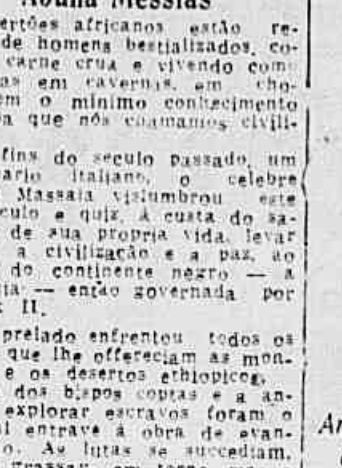 Abuna Messias
ertões africanos estão re-
de homens bestializados, co-
carne crua e vivendo como
as em cavernas, em cho-
em o minimo conhecimento
a que nós chamamos civili-
fins do seculo passado, um
ario italiano, o celebre
Massaia vislumbrou este
culo e quiz, á custa do sa-
de sua propria vida, levar
a civilização e a paz, ao
do continente negro — a
ia — então governada por
II.
prelado enfrentou todos os
que lhe offereciam as mon-
e os desertos ethiopicos,
dos bispos coptas e a an-
explorar escravos foram o
al entrave á obra de evan-
o. As lutas se succediam,
An